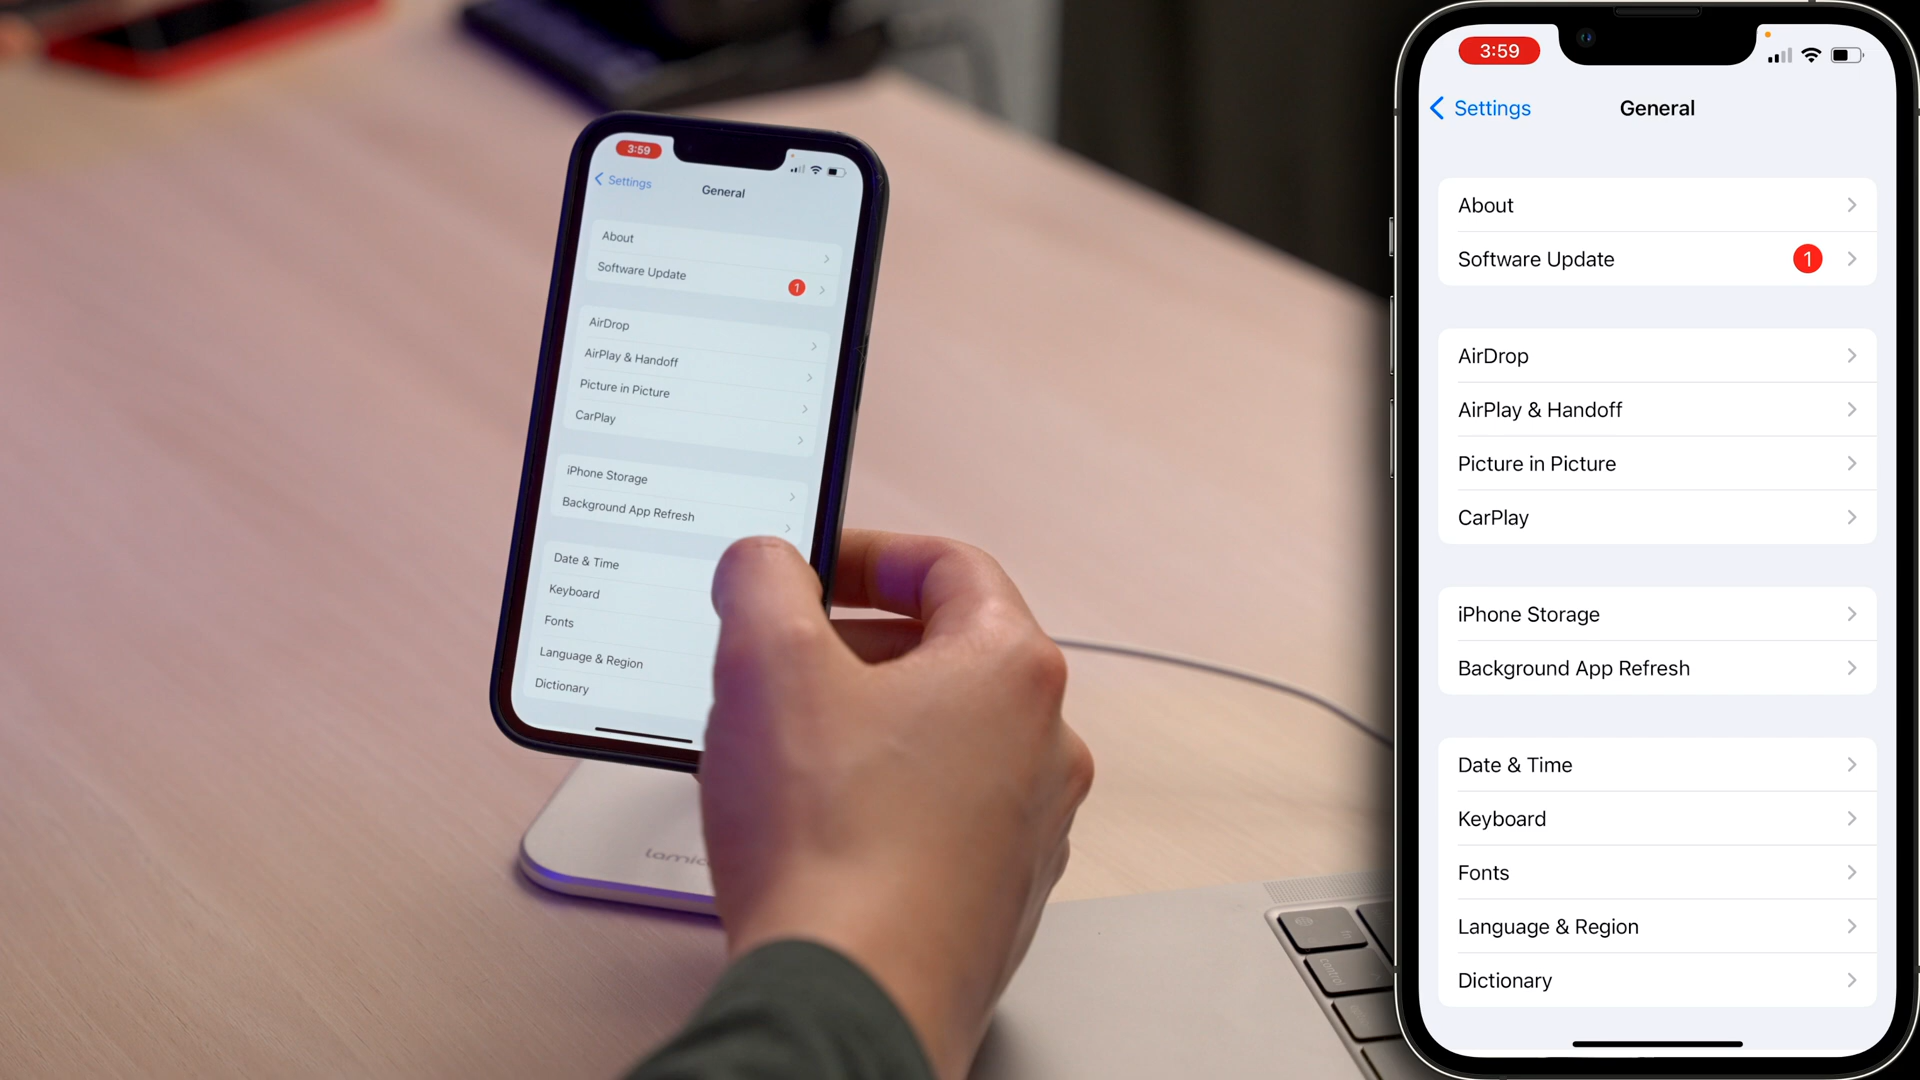 3:59
Settings
General
About
Software Update
1
AirDrop
AirPlay & Handoff
Picture in Picture
CarPlay
iPhone Storage
Background App Refresh
Date & Time
Keyboard
Fonts
Language & Region
Dictionary
control
3:59
Settings
General
About
Software Update
1
AirDrop
AirPlay & Handoff
Picture in Picture
CarPlay
iPhone Storage
Background App Refresh
Date & Time
Keyboard
Fonts
Language & Region
Dictionary